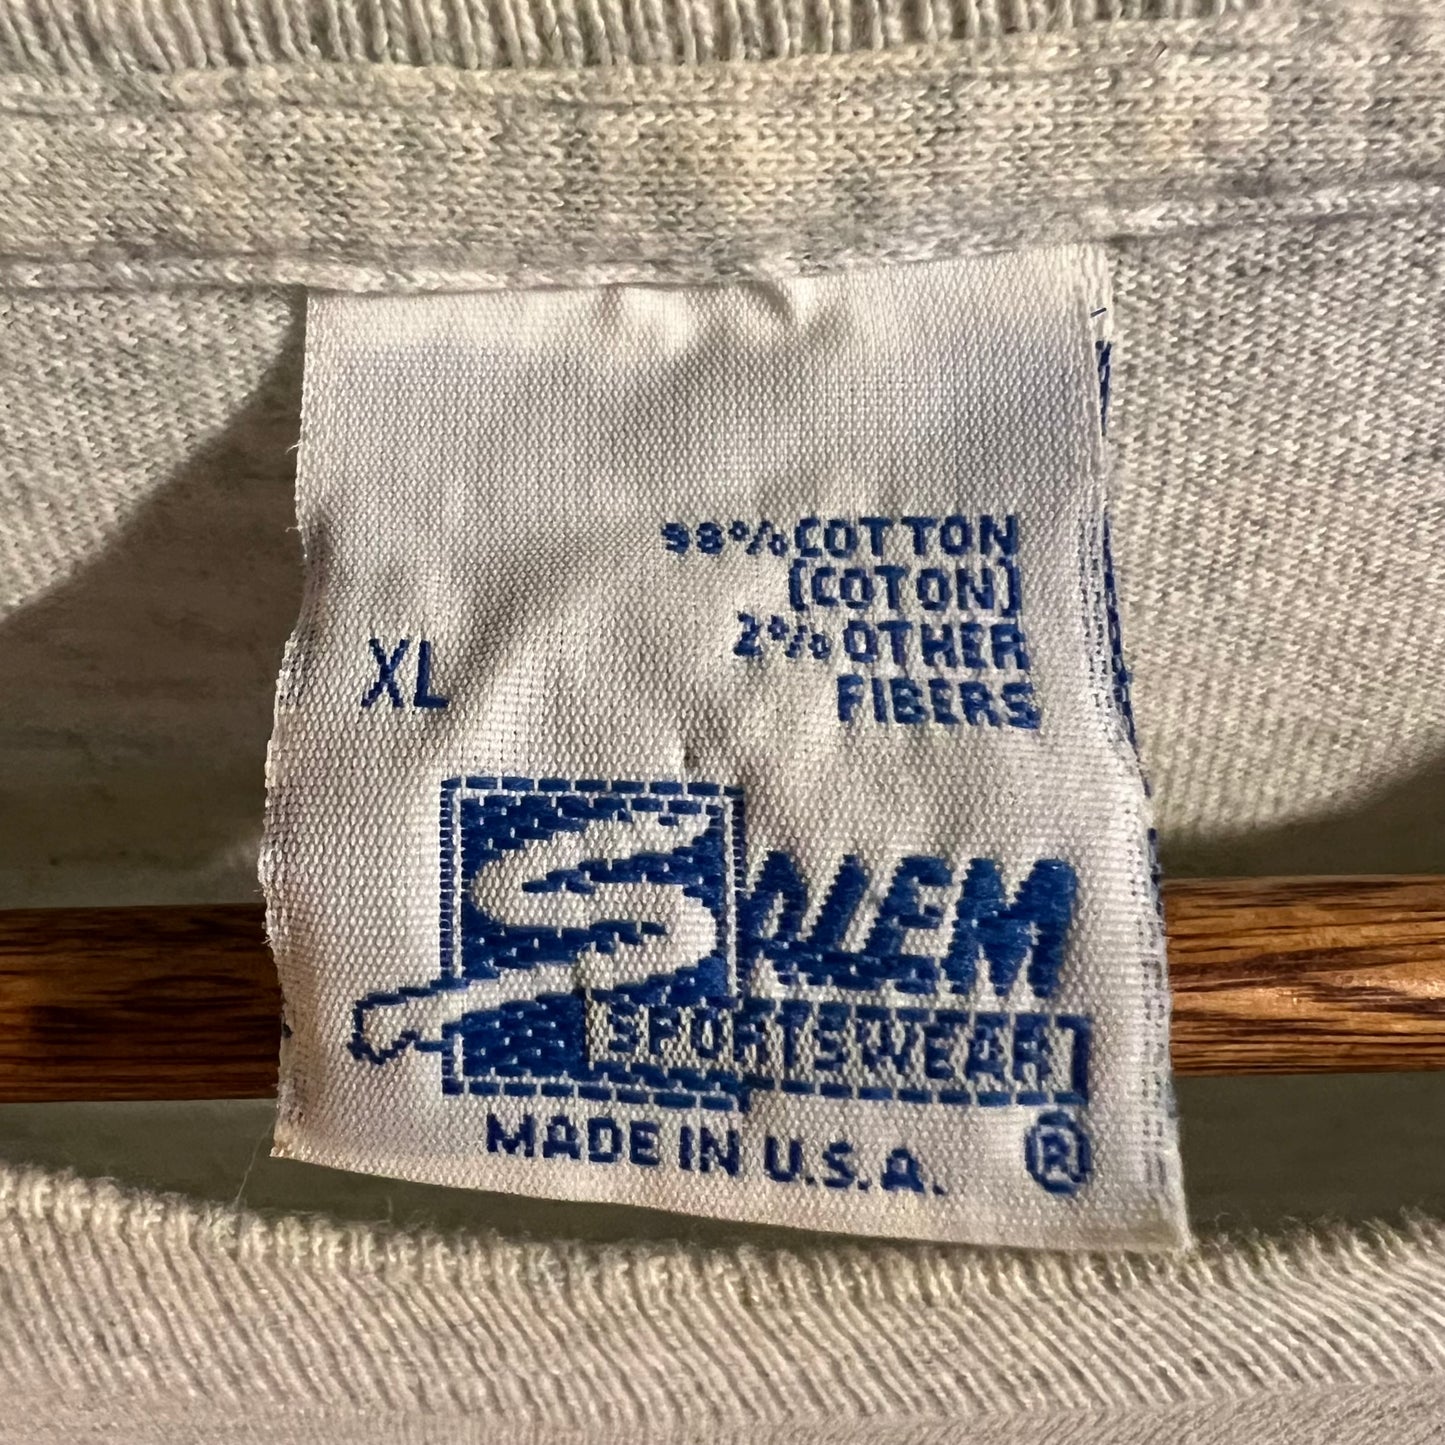 98% COTTON
(COTON)
2% OTHER
FIBERS
XL
S
SALEM
SPORTSWEAR
MADE IN U.S.A. ®